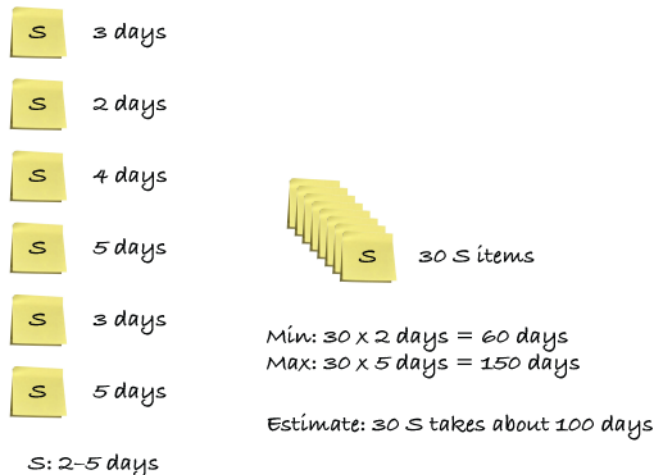 S 3 days
S 2 days
S 4 days
S 5 days
S 3 days
S 5 days
S: 2–5 days
S 30 S items
Min: 30 x 2 days = 60 days
Max: 30 x 5 days = 150 days
Estimate: 30 S takes about 100 days